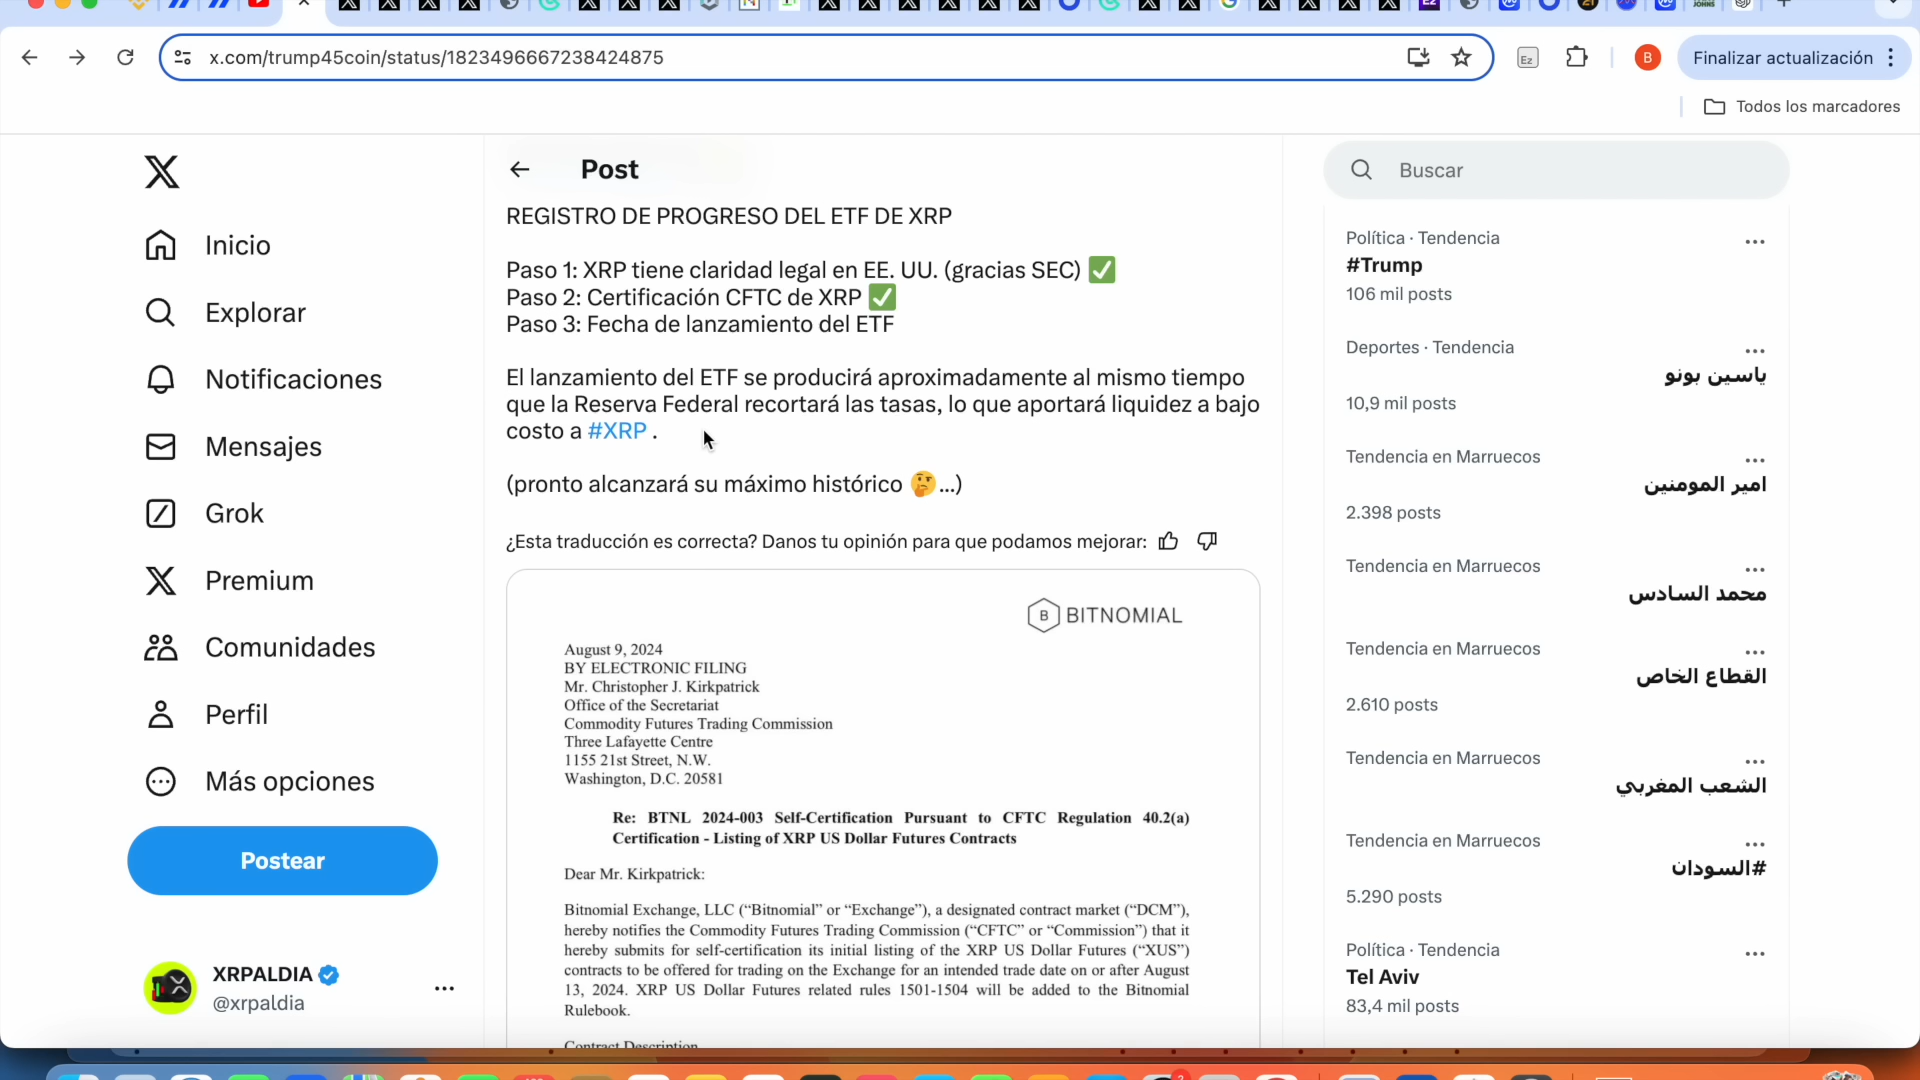 x.com/trump45coin/status/1823496667238424875
Ez
B
Finalizar actualización
Todos los marcadores
Inicio
Explorar
Notificaciones
Mensajes
Grok
Premium
Comunidades
Perfil
Más opciones
Postear
XRPALDIA
@xrpaldia
Post
REGISTRO DE PROGRESO DEL ETF DE XRP
Paso 1: XRP tiene claridad legal en EE. UU. (gracias SEC) ✅
Paso 2: Certificación CFTC de XRP ✅
Paso 3: Fecha de lanzamiento del ETF
El lanzamiento del ETF se producirá aproximadamente al mismo tiempo
que la Reserva Federal recortará las tasas, lo que aportará liquidez a bajo
costo a #XRP .
(pronto alcanzará su máximo histórico 🤔...)
¿Esta traducción es correcta? Danos tu opinión para que podamos mejorar:
B BITNOMIAL
August 9, 2024
BY ELECTRONIC FILING
Mr. Christopher J. Kirkpatrick
Office of the Secretariat
Commodity Futures Trading Commission
Three Lafayette Centre
1155 21st Street, N.W.
Washington, D.C. 20581
Re: BTNL 2024-003 Self-Certification Pursuant to CFTC Regulation 40.2(a)
Certification - Listing of XRP US Dollar Futures Contracts
Dear Mr. Kirkpatrick:
Bitnomial Exchange, LLC (“Bitnomial” or “Exchange”), a designated contract market (“DCM”),
hereby notifies the Commodity Futures Trading Commission (“CFTC” or “Commission”) that it
hereby submits for self-certification its initial listing of the XRP US Dollar Futures (“XUS”)
contracts to be offered for trading on the Exchange for an intended trade date on or after August
13, 2024. XRP US Dollar Futures related rules 1501-1504 will be added to the Bitnomial
Rulebook.
Contract Description
Buscar
Política · Tendencia
#Trump
106 mil posts
Deportes · Tendencia
ياسين بونو
10,9 mil posts
Tendencia en Marruecos
امير المومنين
2.398 posts
Tendencia en Marruecos
محمد السادس
Tendencia en Marruecos
القطاع الخاص
2.610 posts
Tendencia en Marruecos
الشعب المغربي
Tendencia en Marruecos
#السودان
5.290 posts
Política · Tendencia
Tel Aviv
83,4 mil posts